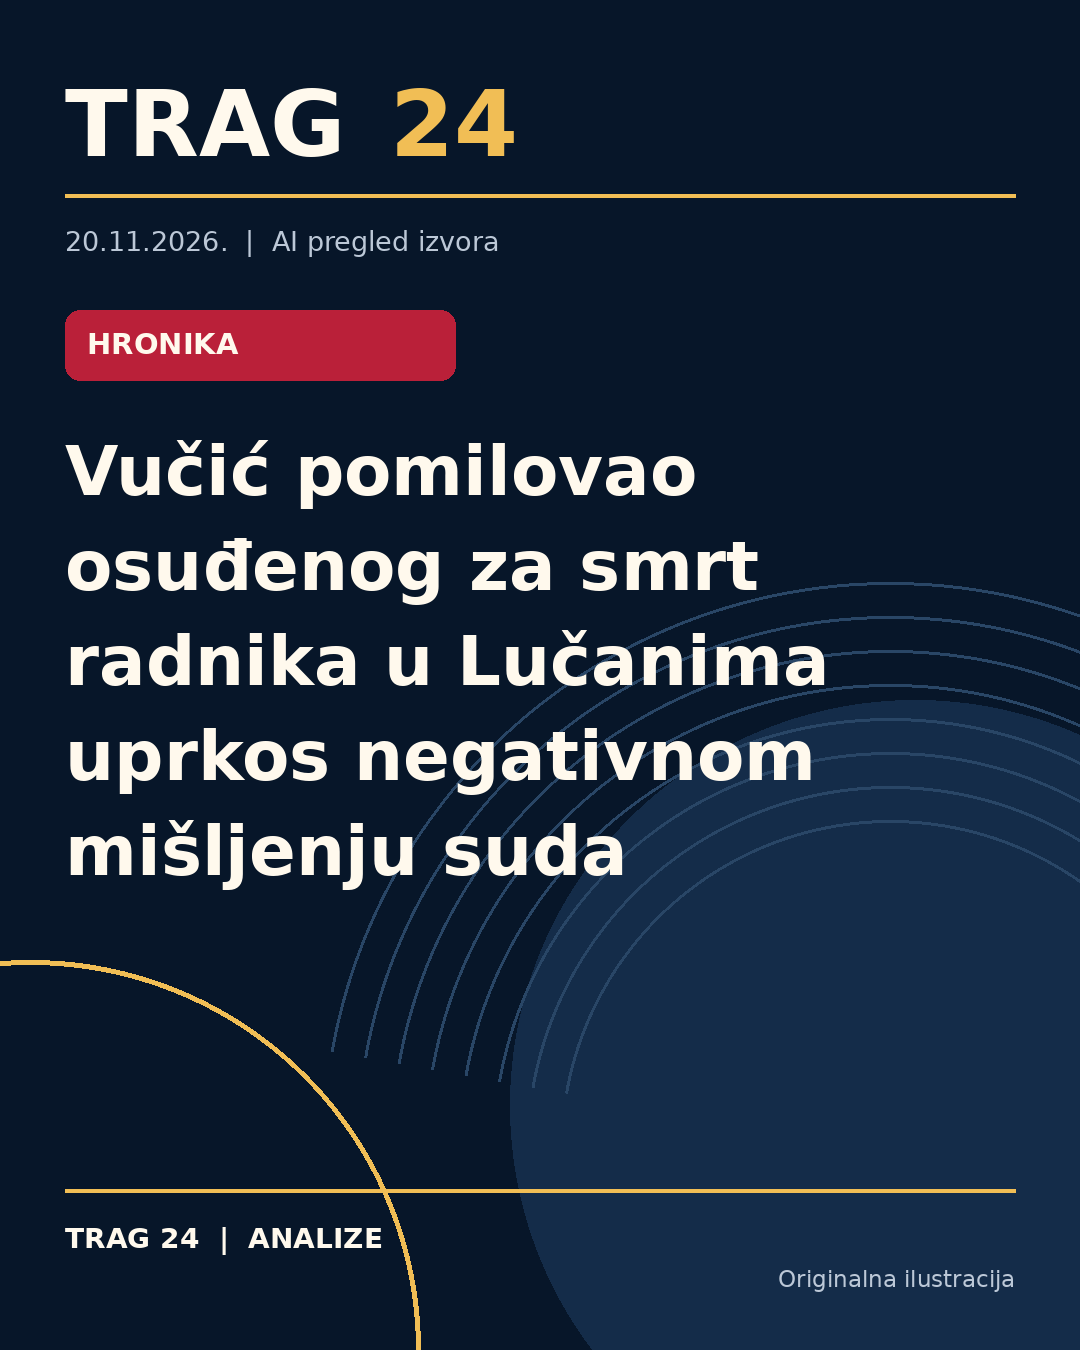 TRAG 24
20.11.2026. | AI pregled izvora
HRONIKA
Vučić pomilovao
osuđenog za smrt
radnika u Lučanima
uprkos negativnom
mišljenju suda
TRAG 24 | ANALIZE
Originalna ilustracija